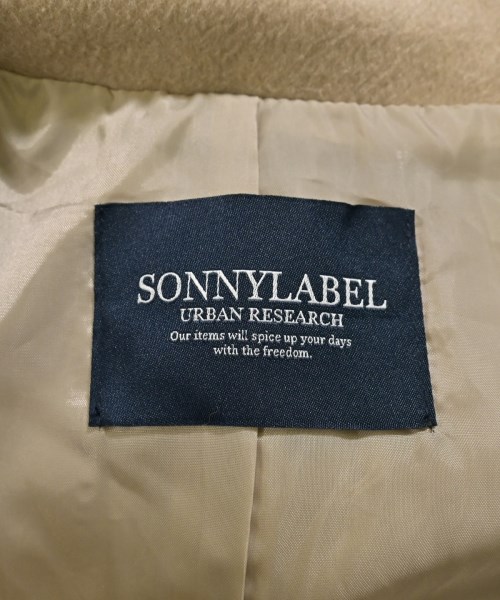 SONNYLABEL
URBAN RESEARCH
Our items will spice up your days
with the freedom.